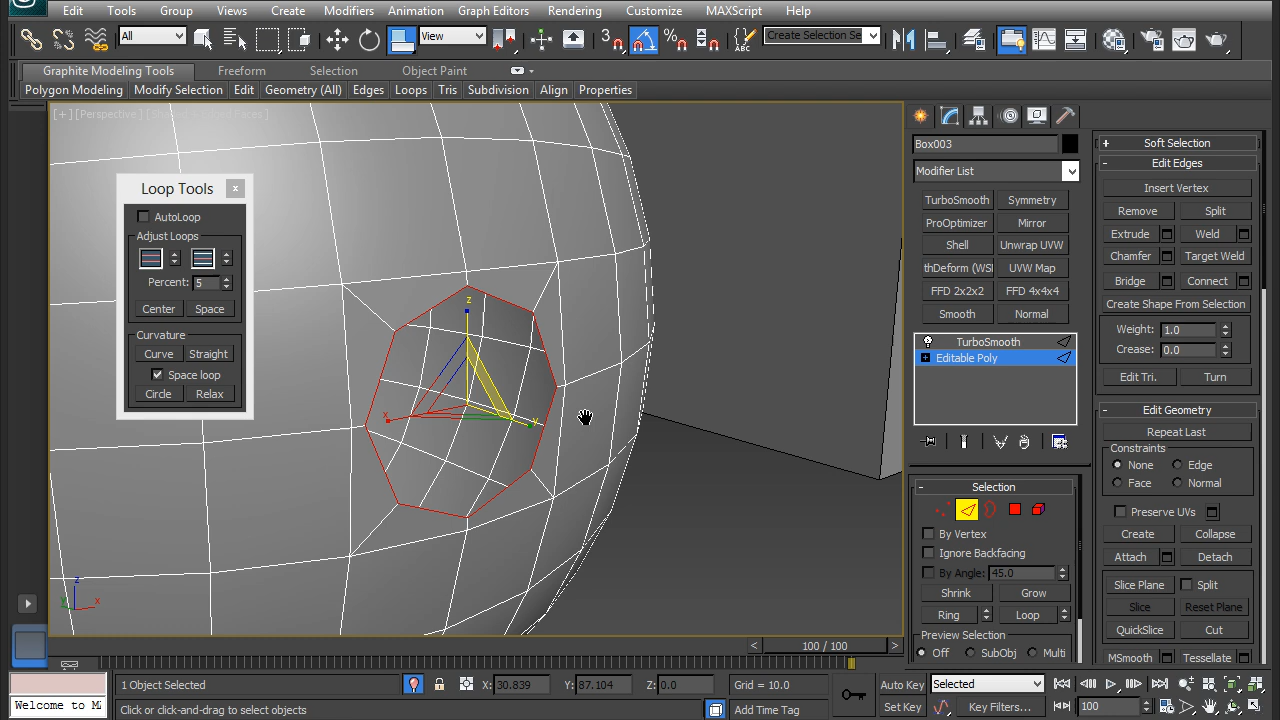 Edit Tools Group Views Create Modifiers Animation Graph Editors Rendering Customize MAXScript Help
All View Create Selection Se
Graphite Modeling Tools Freeform Selection Object Paint
Polygon Modeling Modify Selection Edit Geometry (All) Edges Loops Tris Subdivision Align Properties
[+][Perspective]
Loop Tools
AutoLoop
Adjust Loops
Percent: 5
Center Space
Curvature
Curve Straight
Space loop
Circle Relax
z
x
y
z
x
Box003
Modifier List
TurboSmooth Symmetry
ProOptimizer Mirror
Shell Unwrap UVW
thDeform (WS UVW Map
FFD 2x2x2 FFD 4x4x4
Smooth Normal
TurboSmooth
Editable Poly
- Selection
By Vertex
Ignore Backfacing
By Angle: 45.0
Shrink Grow
Ring Loop
Preview Selection
Off SubObj Multi
+ Soft Selection
- Edit Edges
Insert Vertex
Remove Split
Extrude Weld
Chamfer Target Weld
Bridge Connect
Create Shape From Selection
Weight: 1.0
Crease: 0.0
Edit Tri. Turn
- Edit Geometry
Repeat Last
Constraints
None Edge
Face Normal
Preserve UVs
Create Collapse
Attach Detach
Slice Plane Split
Slice Reset Plane
QuickSlice Cut
MSmooth Tessellate
< 100 / 100 >
1 Object Selected X: 30.839 Y: 87.104 Z: 0.0 Grid = 10.0 Auto Key Selected
Welcome to M Click or click-and-drag to select objects Add Time Tag Set Key Key Filters... 100